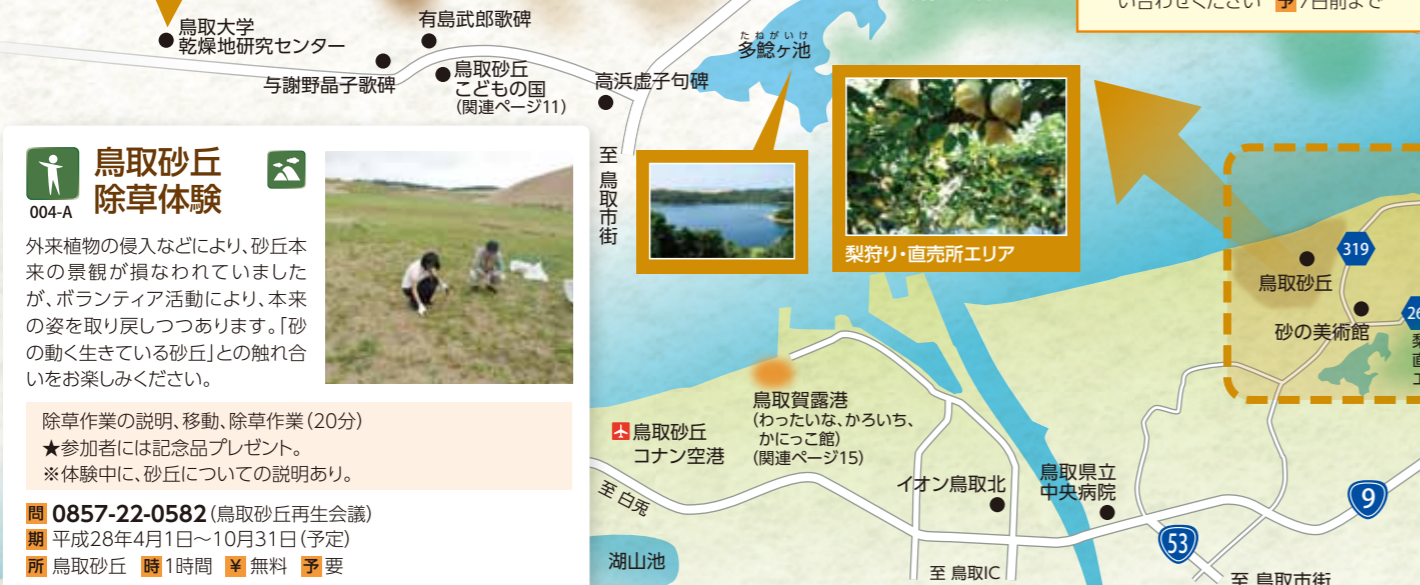 い合わせください 予 7日前まで
鳥取大学
乾燥地研究センター
有島武郎歌碑
与謝野晶子歌碑
鳥取砂丘
こどもの国
(関連ページ11)
高浜虚子句碑
たねがいけ
多鯰ヶ池
至 鳥取市街
梨狩り・直売所エリア
004-A
鳥取砂丘
除草体験
外来植物の侵入などにより、砂丘本
来の景観が損なわれていました
が、ボランティア活動により、本来
の姿を取り戻しつつあります。「砂
の動く生きている砂丘」との触れ合
いをお楽しみください。
除草作業の説明、移動、除草作業(20分)
★参加者には記念品プレゼント。
※体験中に、砂丘についての説明あり。
問 0857-22-0582(鳥取砂丘再生会議)
期 平成28年4月1日～10月31日(予定)
所 鳥取砂丘 時 1時間 ¥ 無料 予 要
鳥取砂丘
319
砂の美術館
鳥取砂丘
コナン空港
鳥取賀露港
(わったいな、かろいち、
かにっこ館)
(関連ページ15)
至 白兎
イオン鳥取北
鳥取県立
中央病院
9
53
湖山池
至 鳥取IC
至 鳥取市街